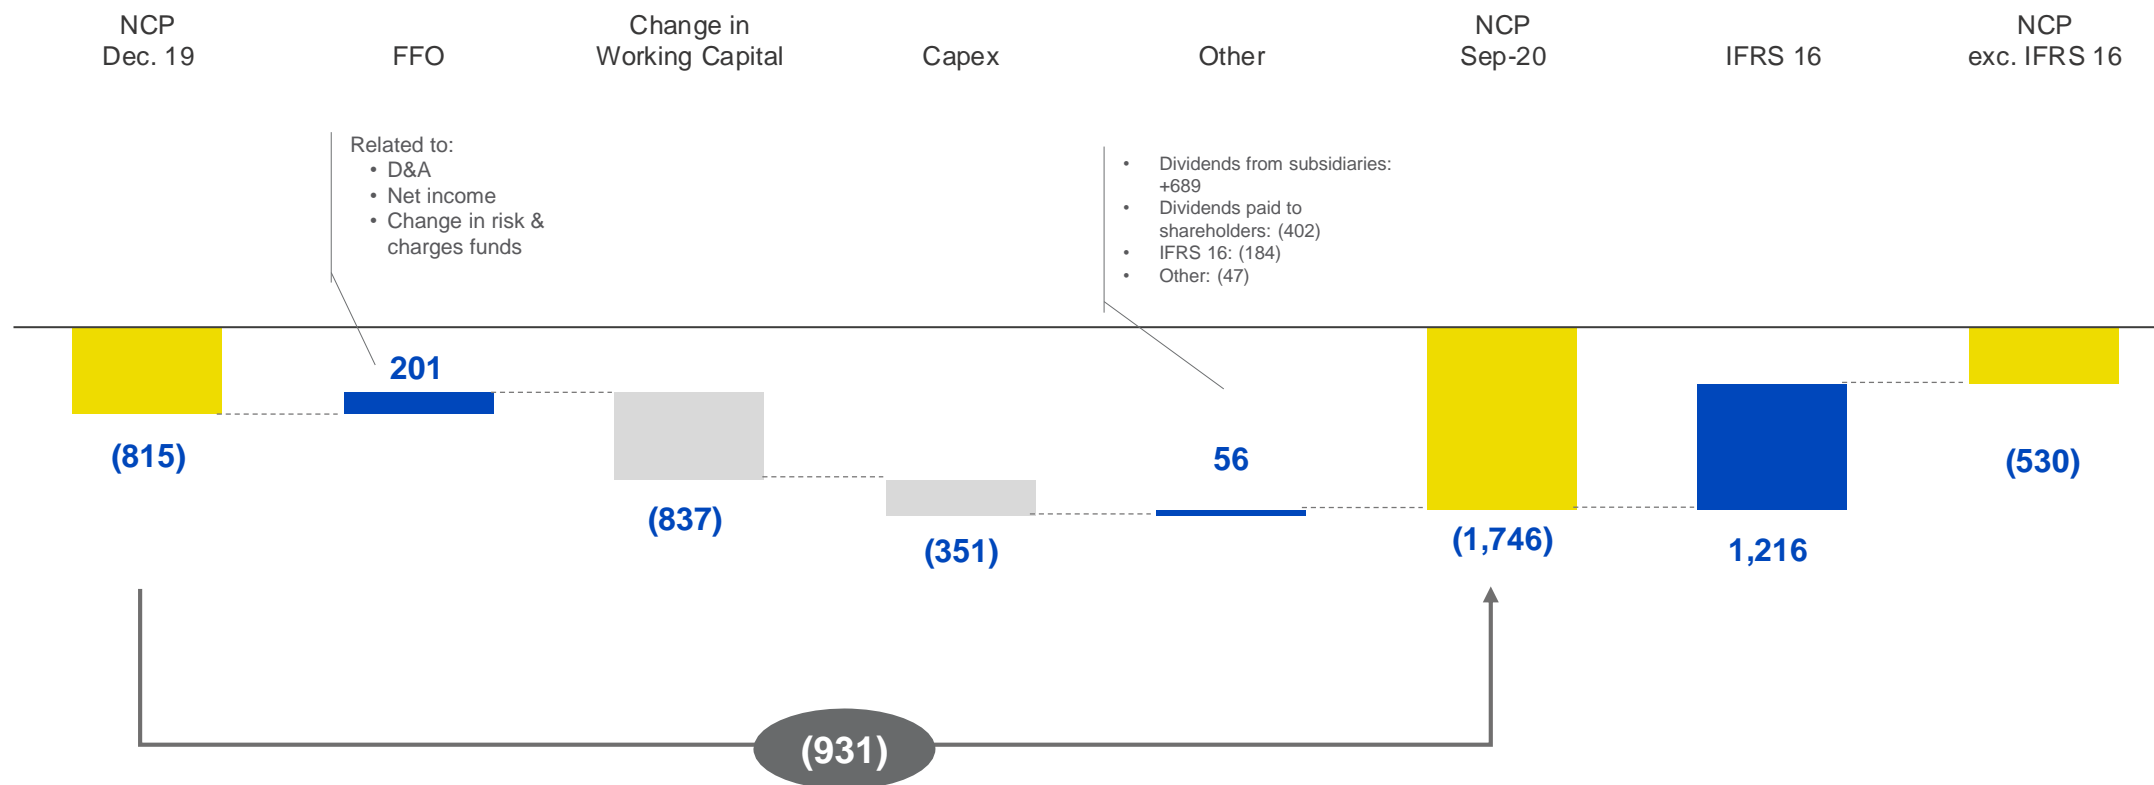 NCP
Dec. 19
FFO
Change in
Working Capital
Capex
Other
NCP
Sep-20
IFRS 16
NCP
exc. IFRS 16
Related to:
• D&A
• Net income
• Change in risk &
charges funds
• Dividends from subsidiaries:
+689
• Dividends paid to
shareholders: (402)
• IFRS 16: (184)
• Other: (47)
(815)
201
(837)
(351)
56
(1,746)
1,216
(530)
(931)